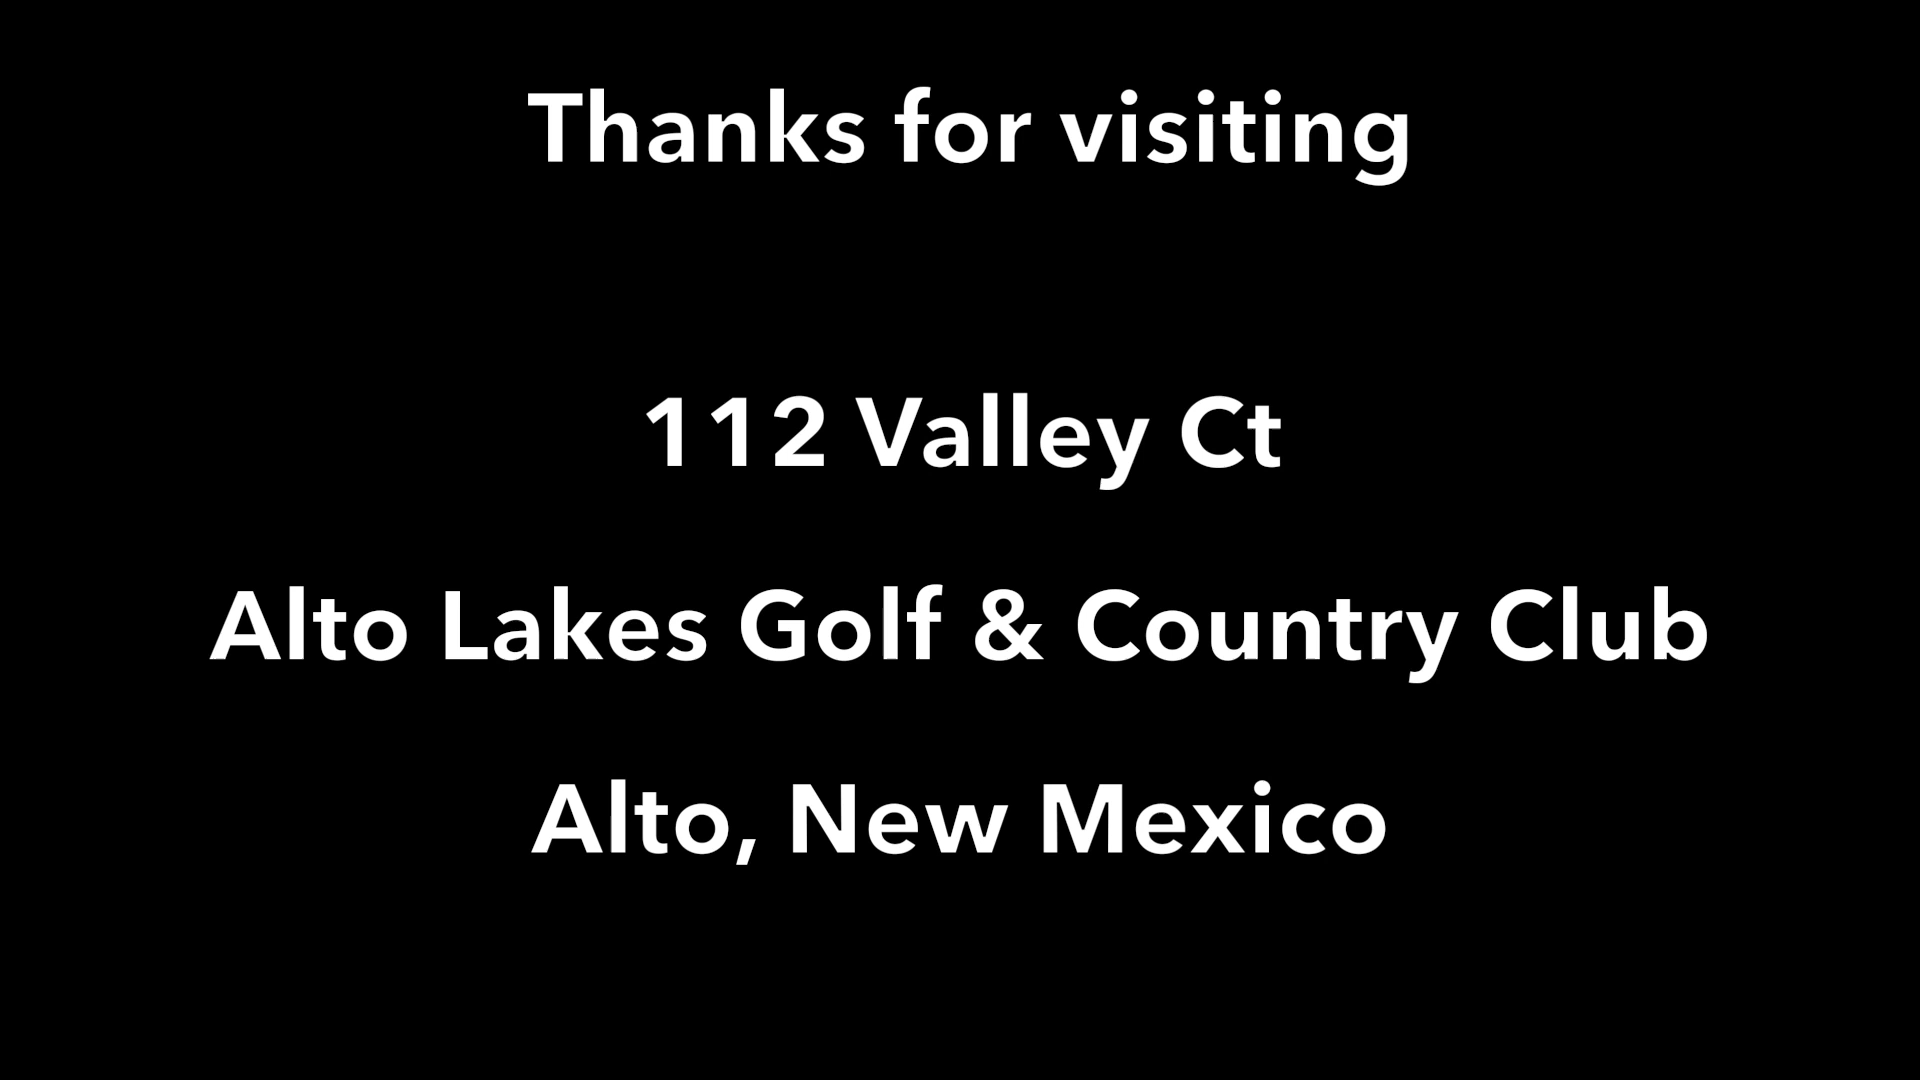 Thanks for visiting
112 Valley Ct
Alto Lakes Golf & Country Club
Alto, New Mexico